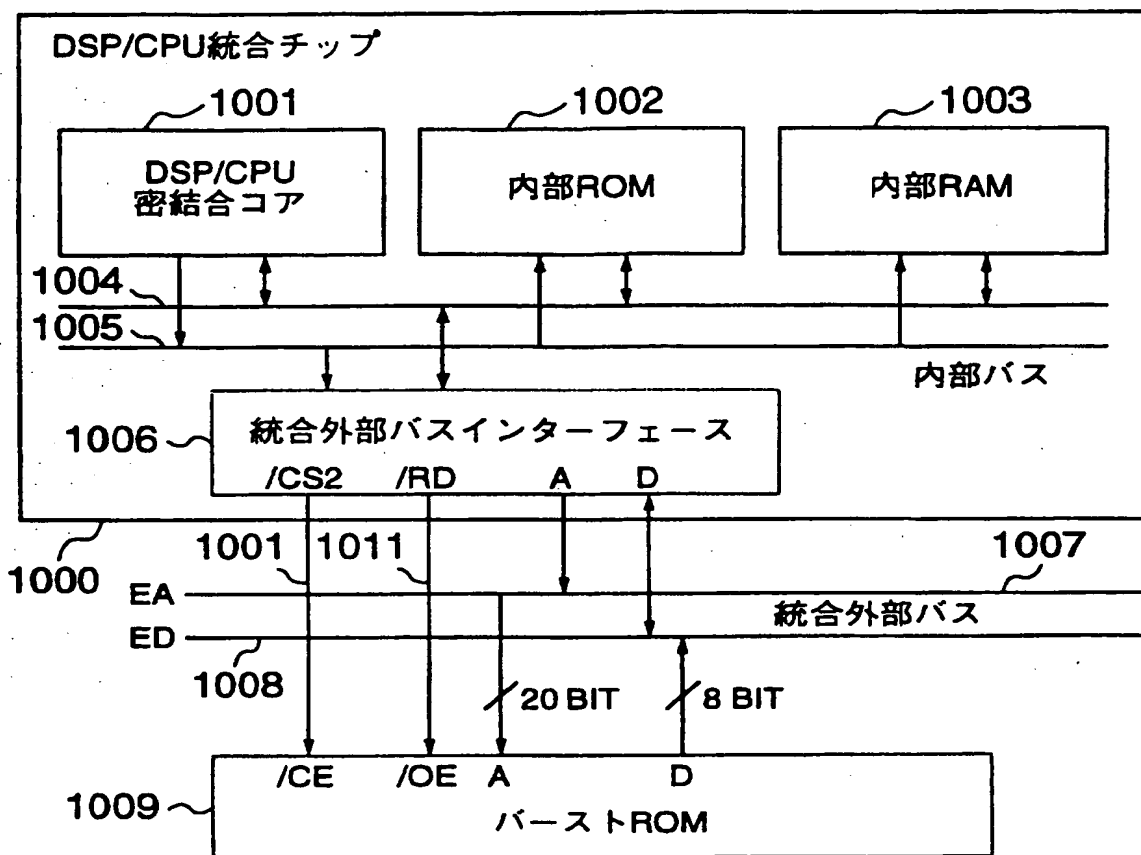 DSP/CPU統合チップ
1001
1002
1003
DSP/CPU
密結合コア
内部ROM
内部RAM
1004
1005
内部バス
1006
統合外部バスインターフェース
/CS2
/RD
A
D
1000
1001
1011
1007
EA
統合外部バス
ED
1008
20 BIT
8 BIT
/CE
/OE
A
D
1009
バーストROM